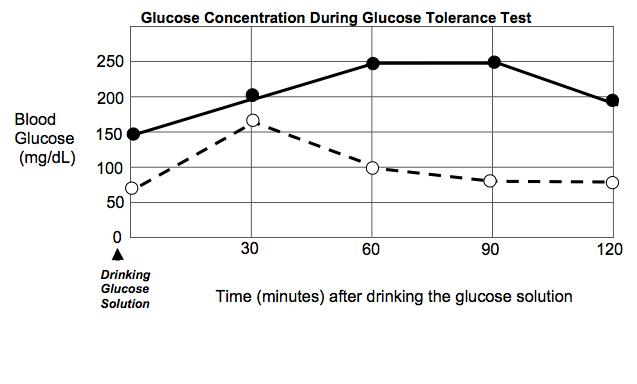 Glucose Concentration During Glucose Tolerance Test
250
200
150
100
50
0
Blood
Glucose
(mg/dL)
30
60
90
120
Drinking
Glucose
Solution
Time (minutes) after drinking the glucose solution